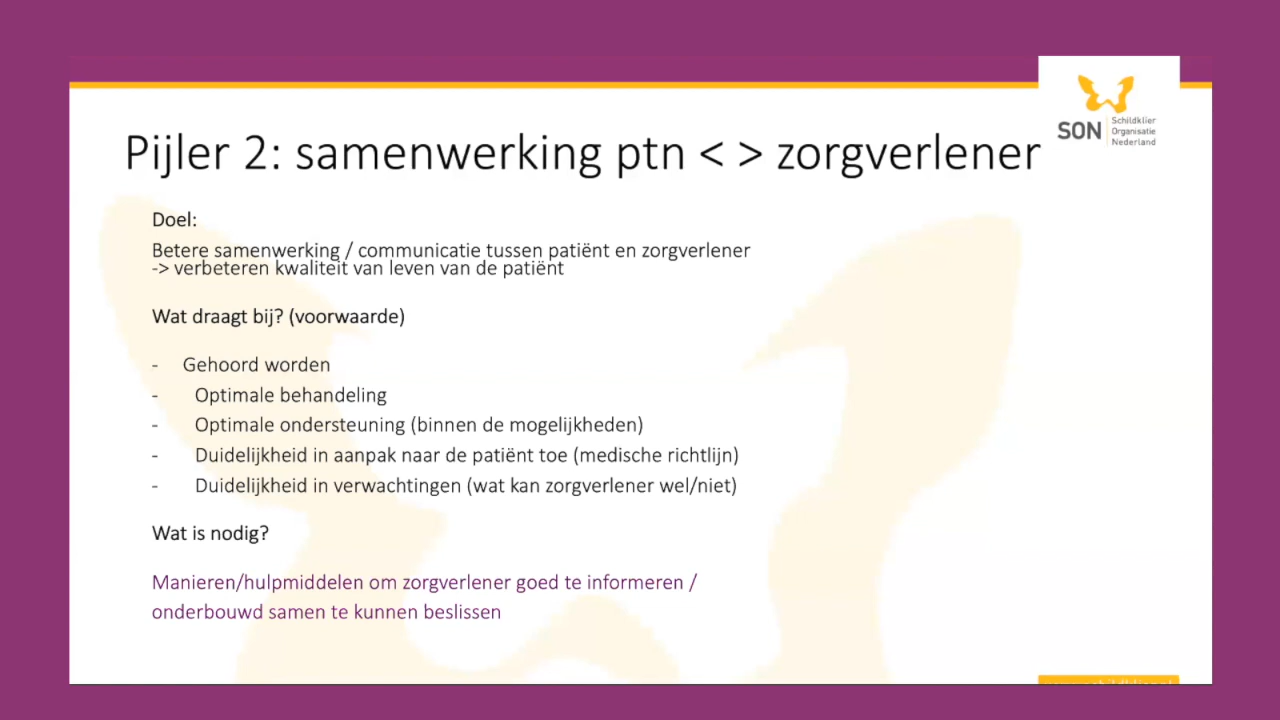 SON
Schildklier
Organisatie
Nederland
Pijler 2: samenwerking ptn < > zorgverlener
Doel:
Betere samenwerking / communicatie tussen patiënt en zorgverlener
-> verbeteren kwaliteit van leven van de patiënt
Wat draagt bij? (voorwaarde)
- Gehoord worden
- Optimale behandeling
- Optimale ondersteuning (binnen de mogelijkheden)
- Duidelijkheid in aanpak naar de patiënt toe (medische richtlijn)
- Duidelijkheid in verwachtingen (wat kan zorgverlener wel/niet)
Wat is nodig?
Manieren/hulpmiddelen om zorgverlener goed te informeren /
onderbouwd samen te kunnen beslissen